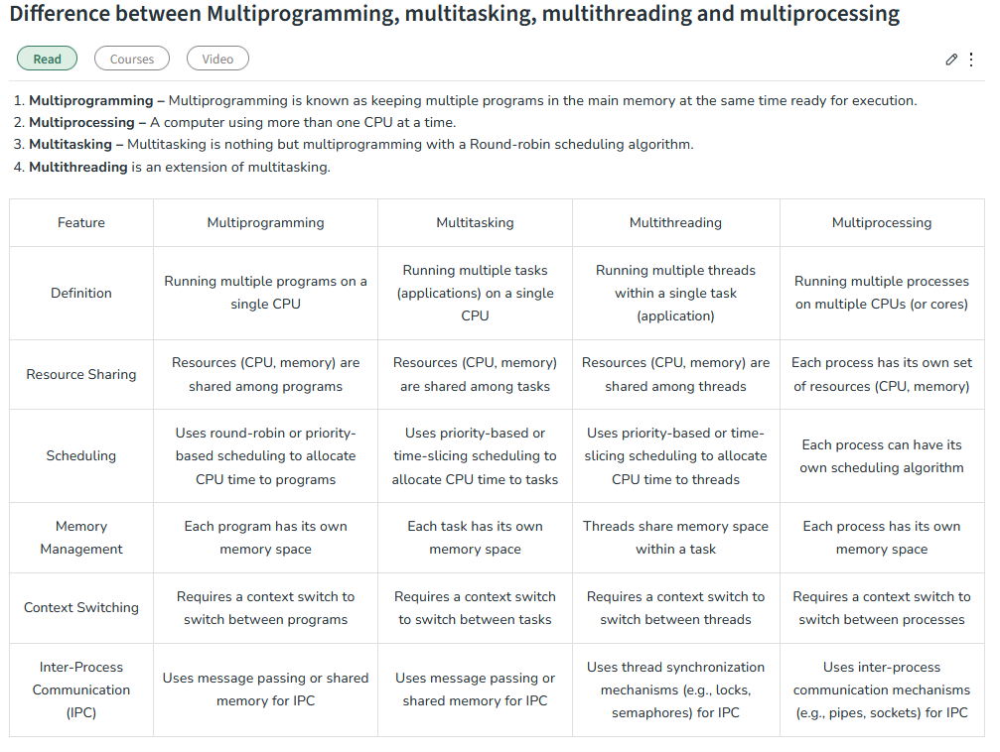 Difference between Multiprogramming, multitasking, multithreading and multiprocessing
Read
Courses
Video
1. Multiprogramming – Multiprogramming is known as keeping multiple programs in the main memory at the same time ready for execution.
2. Multiprocessing – A computer using more than one CPU at a time.
3. Multitasking – Multitasking is nothing but multiprogramming with a Round-robin scheduling algorithm.
4. Multithreading is an extension of multitasking.
Feature
Multiprogramming
Multitasking
Multithreading
Multiprocessing
Definition
Running multiple programs on a
single CPU
Running multiple tasks
(applications) on a single
CPU
Running multiple threads
within a single task
(application)
Running multiple processes
on multiple CPUs (or cores)
Resource Sharing
Resources (CPU, memory) are
shared among programs
Resources (CPU, memory)
are shared among tasks
Resources (CPU, memory) are
shared among threads
Each process has its own set
of resources (CPU, memory)
Scheduling
Uses round-robin or priority-
based scheduling to allocate
CPU time to programs
Uses priority-based or
time-slicing scheduling to
allocate CPU time to tasks
Uses priority-based or time-
slicing scheduling to allocate
CPU time to threads
Each process can have its
own scheduling algorithm
Memory
Management
Each program has its own
memory space
Each task has its own
memory space
Threads share memory space
within a task
Each process has its own
memory space
Context Switching
Requires a context switch to
switch between programs
Requires a context switch
to switch between tasks
Requires a context switch to
switch between threads
Requires a context switch to
switch between processes
Inter-Process
Communication
(IPC)
Uses message passing or shared
memory for IPC
Uses message passing or
shared memory for IPC
Uses thread synchronization
mechanisms (e.g., locks,
semaphores) for IPC
Uses inter-process
communication mechanisms
(e.g., pipes, sockets) for IPC